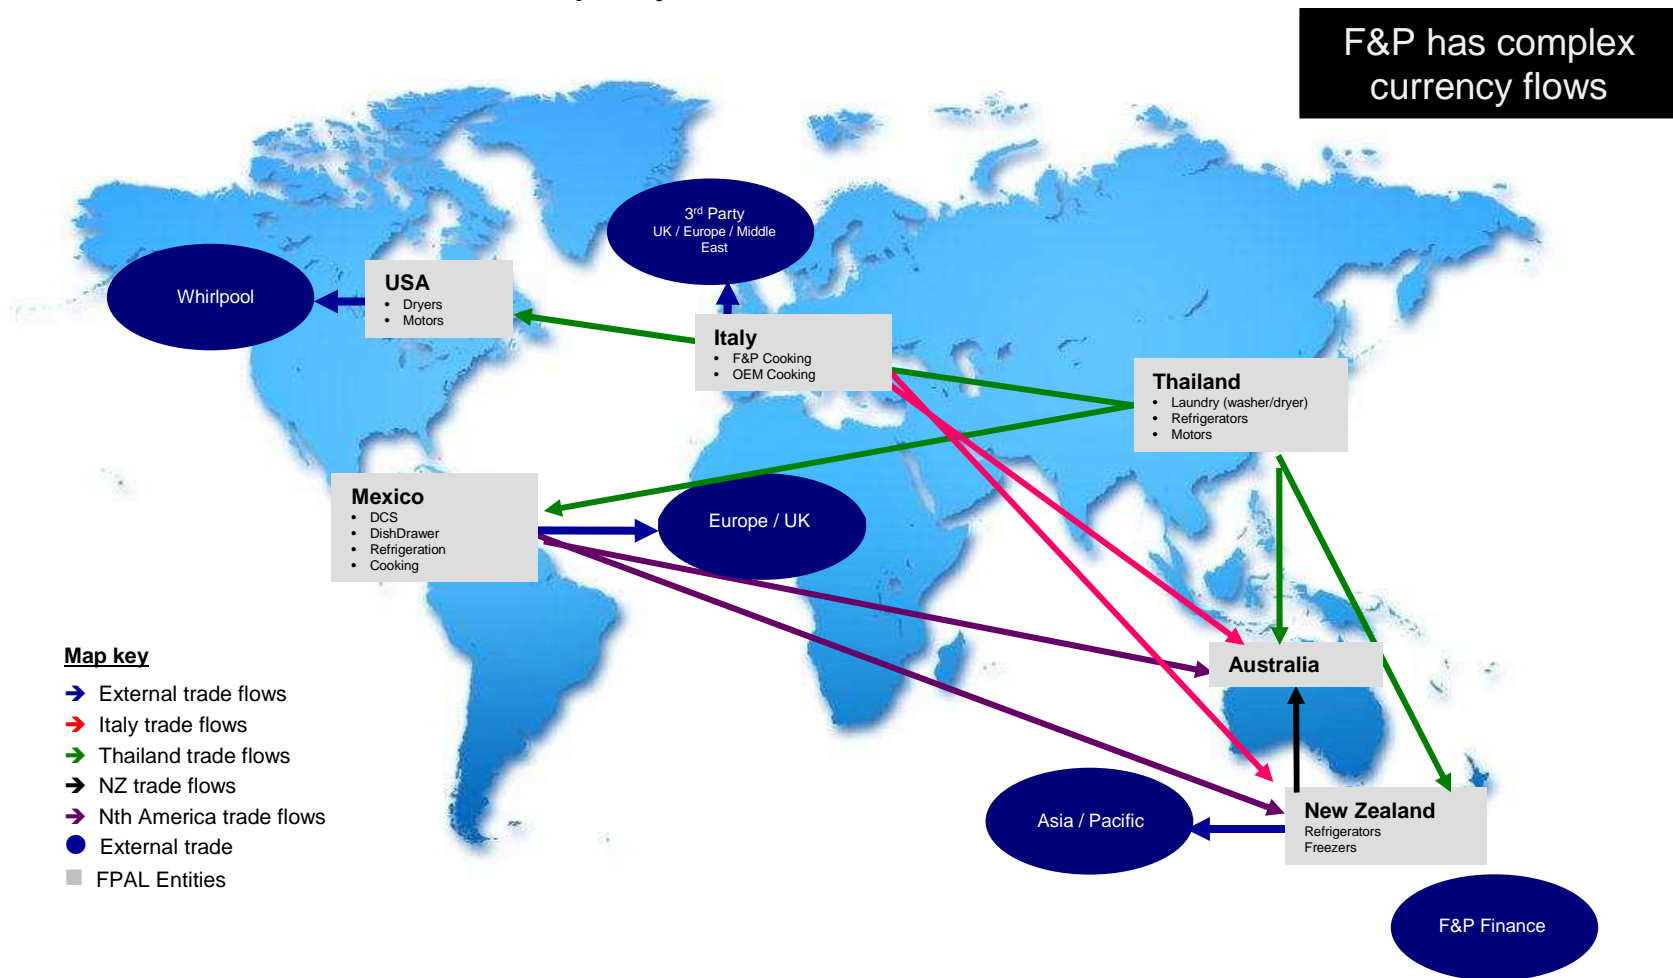 F&P has complex
currency flows
3rd Party
UK / Europe / Middle
East
Whirlpool
USA
• Dryers
• Motors
Italy
• F&P Cooking
• OEM Cooking
Thailand
• Laundry (washer/dryer)
• Refrigerators
• Motors
Mexico
• DCS
• DishDrawer
• Refrigeration
• Cooking
Europe / UK
Australia
Map key
External trade flows
Italy trade flows
Thailand trade flows
NZ trade flows
Nth America trade flows
External trade
FPAL Entities
Asia / Pacific
New Zealand
Refrigerators
Freezers
F&P Finance